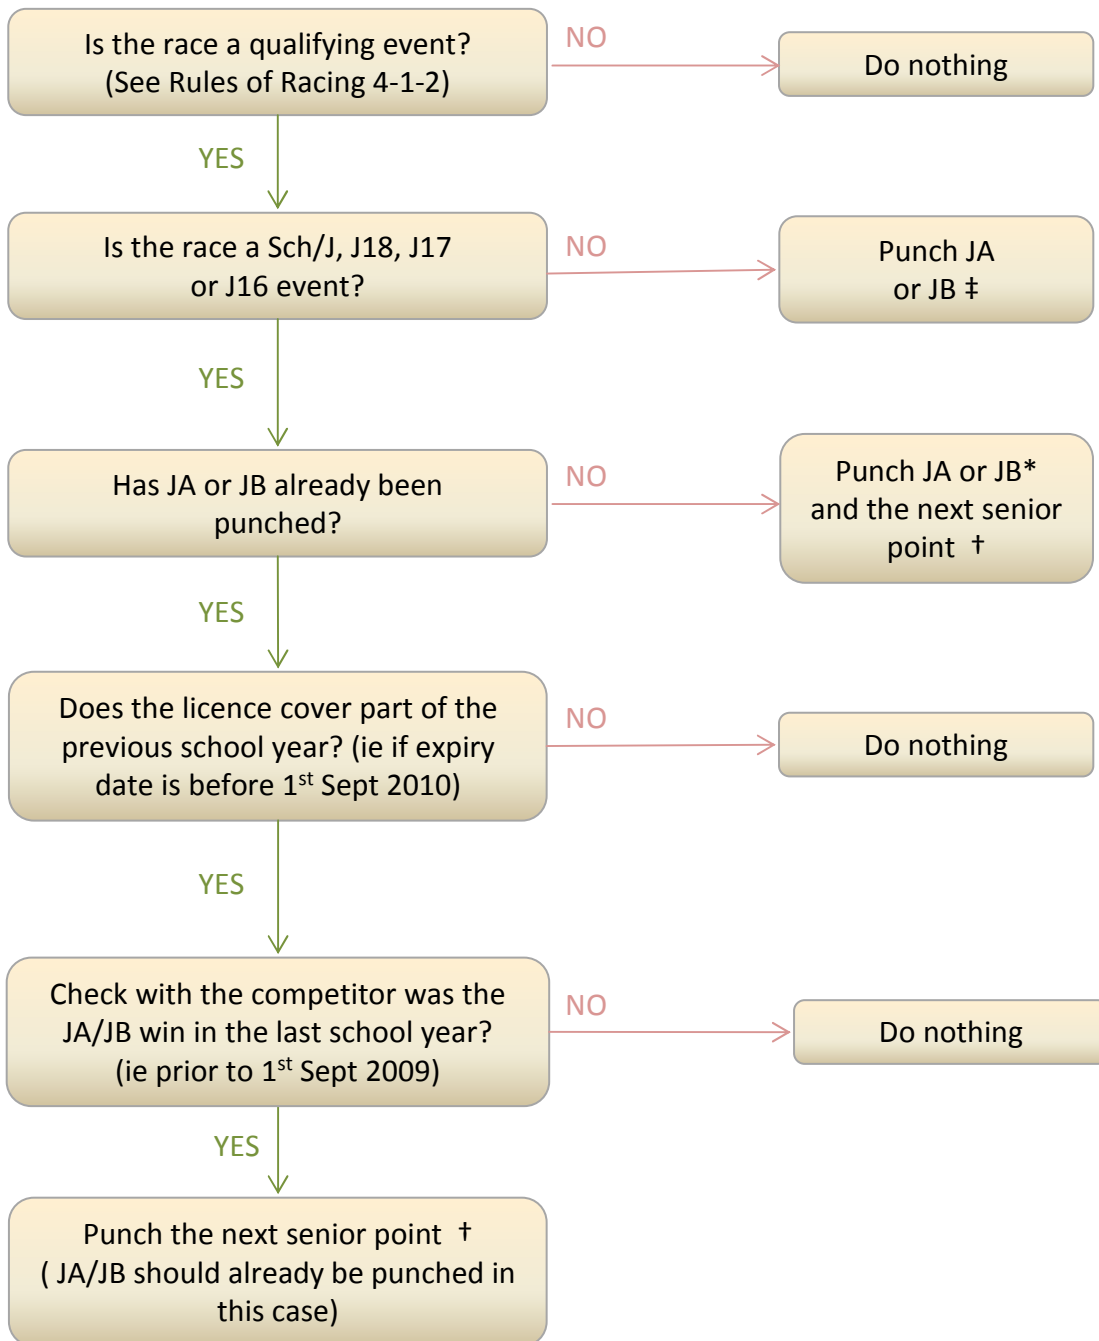 Is the race a qualifying event?
(See Rules of Racing 4-1-2)
NO
Do nothing
YES
Is the race a Sch/J, J18, J17
or J16 event?
NO
Punch JA
or JB ‡
YES
Has JA or JB already been
punched?
NO
Punch JA or JB*
and the next senior
point †
YES
Does the licence cover part of the
previous school year? (ie if expiry
date is before 1st Sept 2010)
NO
Do nothing
YES
Check with the competitor was the
JA/JB win in the last school year?
(ie prior to 1st Sept 2009)
NO
Do nothing
YES
Punch the next senior point †
( JA/JB should already be punched in
this case)